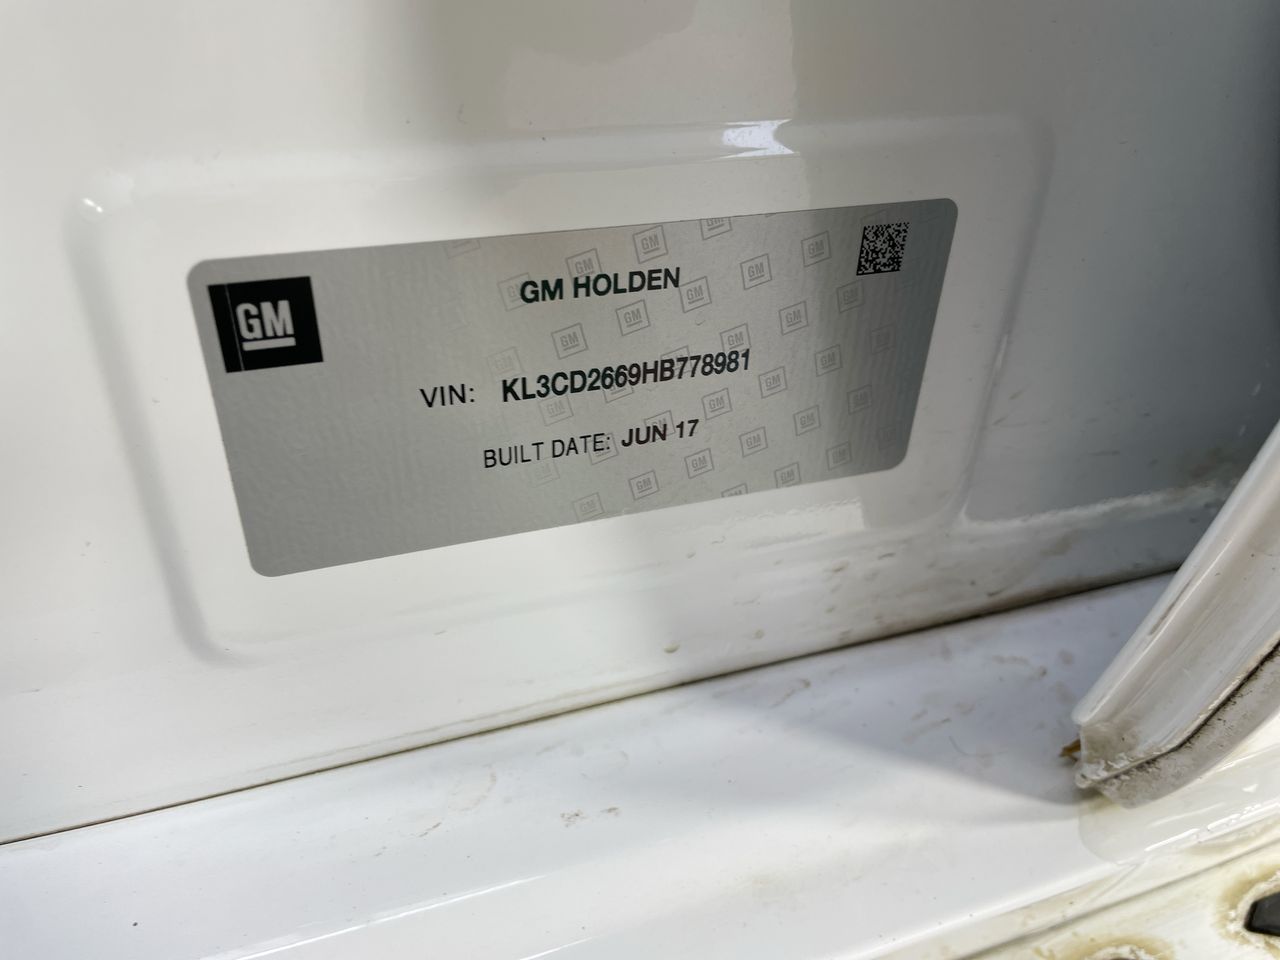 GM
GM HOLDEN
VIN: KL3CD2669HB778981
BUILT DATE: JUN 17